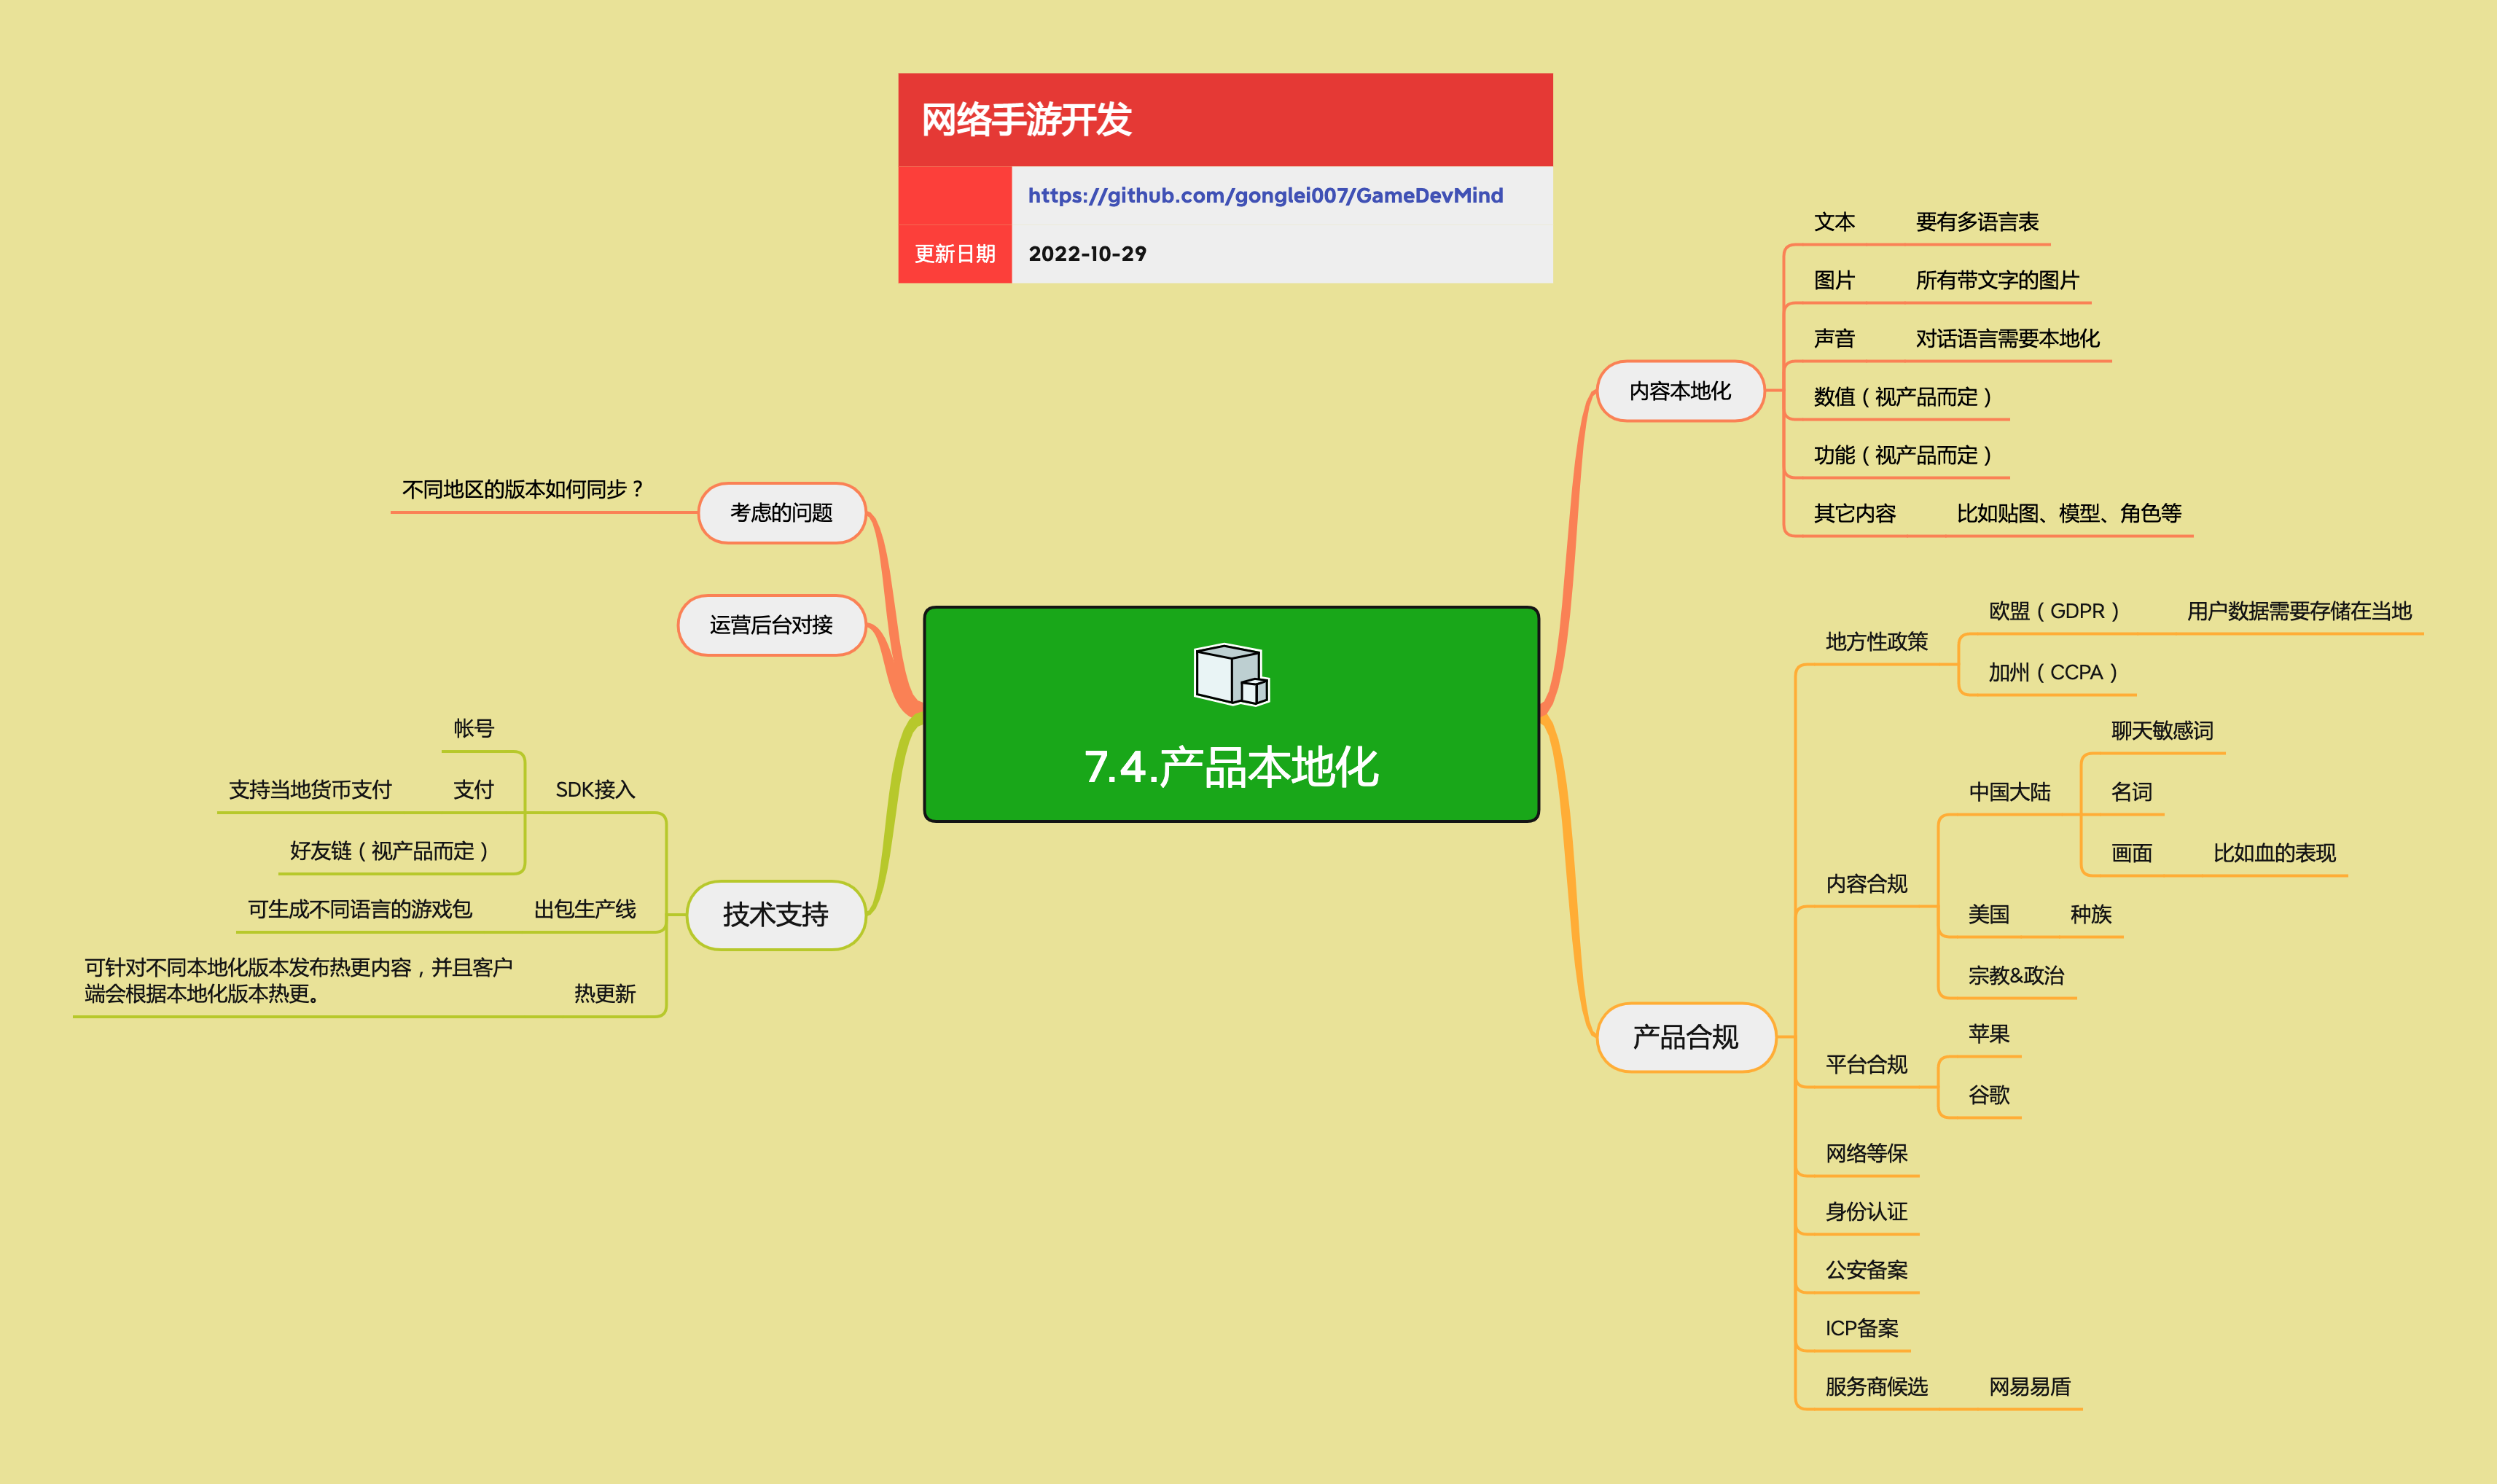 网络手游开发
https://github.com/gonglei007/GameDevMind
更新日期
2022-10-29
7.4.产品本地化
内容本地化
文本
要有多语言表
图片
所有带文字的图片
声音
对话语言需要本地化
数值（视产品而定）
功能（视产品而定）
其它内容
比如贴图、模型、角色等
产品合规
地方性政策
欧盟（GDPR）
用户数据需要存储在当地
加州（CCPA）
内容合规
中国大陆
聊天敏感词
名词
画面
比如血的表现
美国
种族
宗教&政治
平台合规
苹果
谷歌
网络等保
身份认证
公安备案
ICP备案
服务商候选
网易易盾
考虑的问题
不同地区的版本如何同步？
运营后台对接
技术支持
SDK接入
帐号
支付
支持当地货币支付
好友链（视产品而定）
出包生产线
可生成不同语言的游戏包
热更新
可针对不同本地化版本发布热更内容，并且客户
端会根据本地化版本热更。